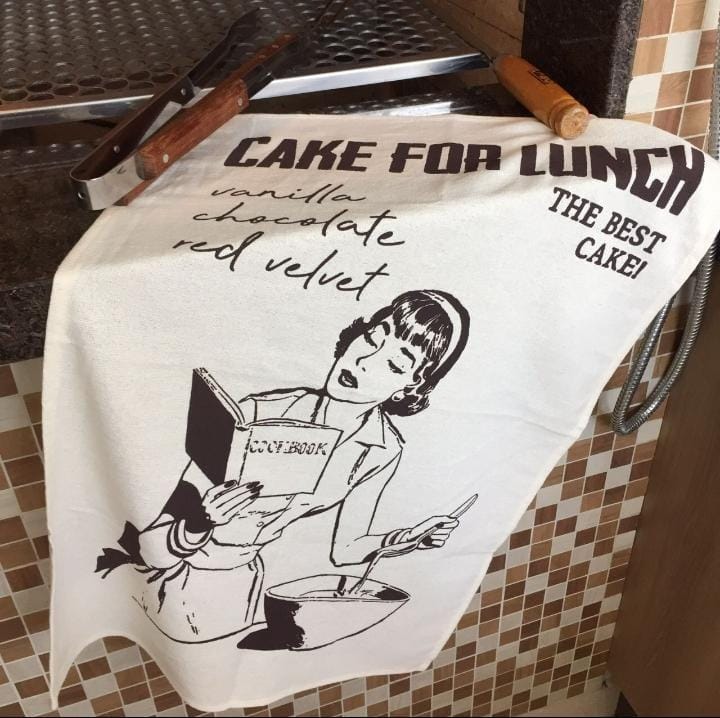 CAKE FOR LUNCH
vanilla
chocolate
red velvet
THE BEST
CAKE!
COOKBOOK